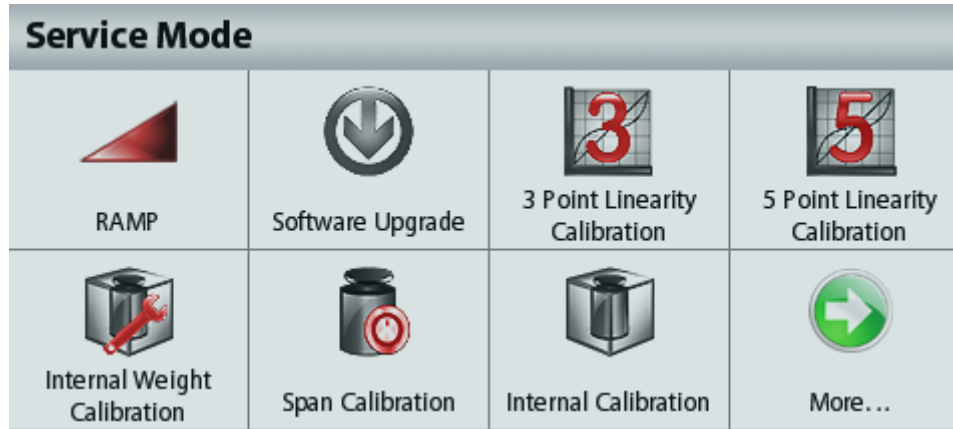 Service Mode
3
5
RAMP
Software Upgrade
3 Point Linearity
Calibration
5 Point Linearity
Calibration
Internal Weight
Calibration
Span Calibration
Internal Calibration
More...